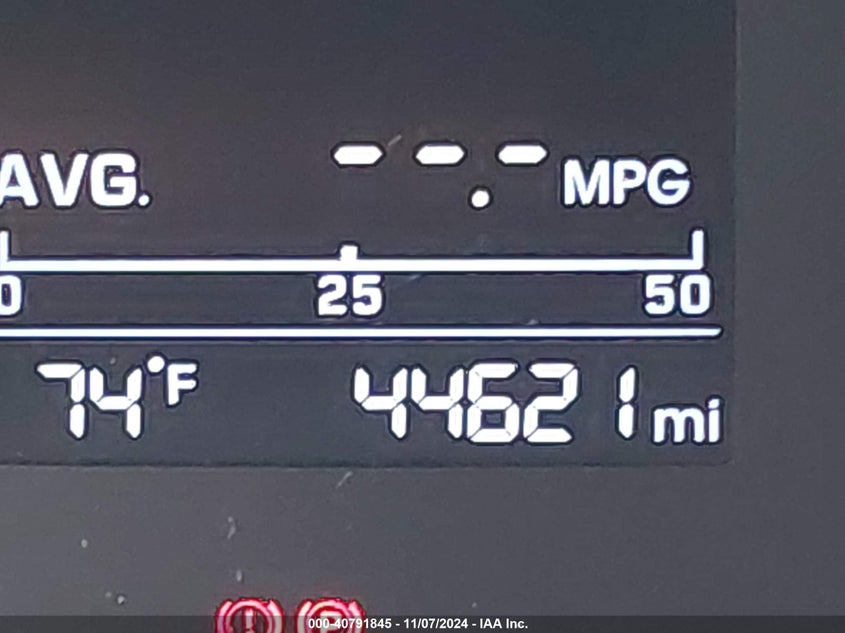 AVG. --.- MPG
0 25 50
74°F 44621 mi
000-40791845 - 11/07/2024 - IAA Inc.